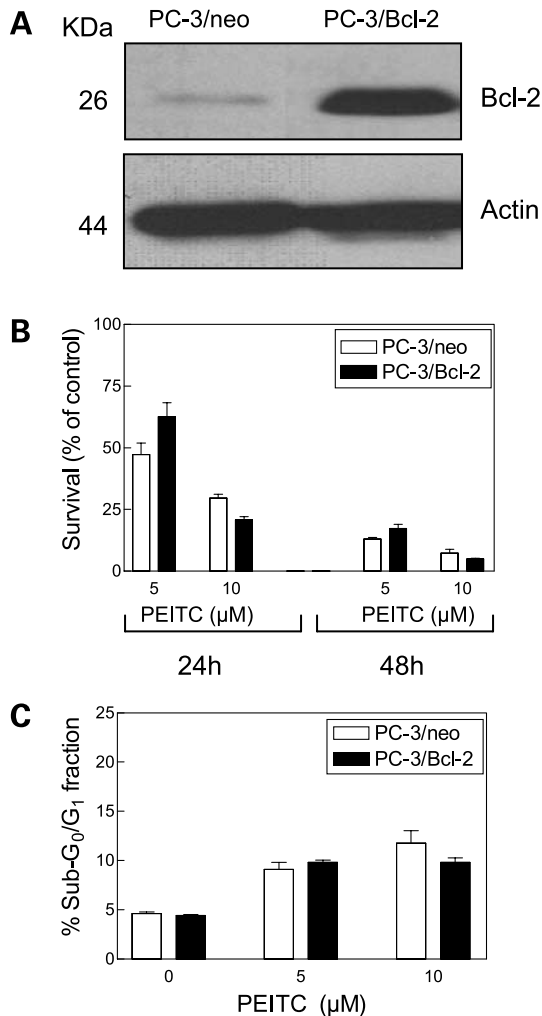 A
KDa PC-3/neo PC-3/Bcl-2
26 Bcl-2
44 Actin
B
Survival (% of control)
100
75
50
25
0
PC-3/neo
PC-3/Bcl-2
5 10 5 10
PEITC (µM) PEITC (µM)
24h 48h
C
% Sub-G₀/G₁ fraction
25
20
15
10
5
0
PC-3/neo
PC-3/Bcl-2
0 5 10
PEITC (µM)